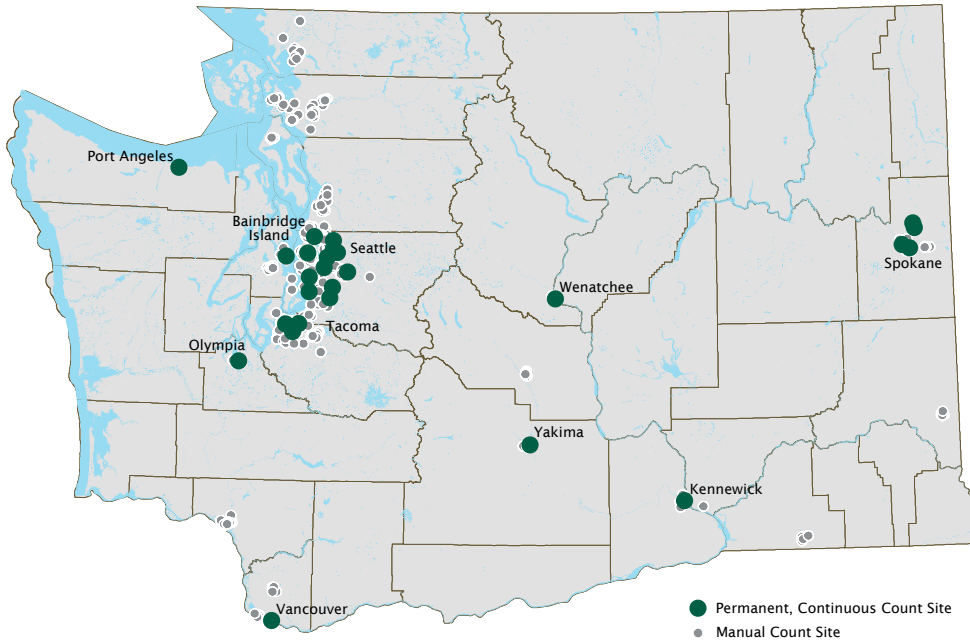 Port Angeles
Bainbridge
Island
Seattle
Spokane
Wenatchee
Tacoma
Olympia
Yakima
Kennewick
Vancouver
Permanent, Continuous Count Site
Manual Count Site